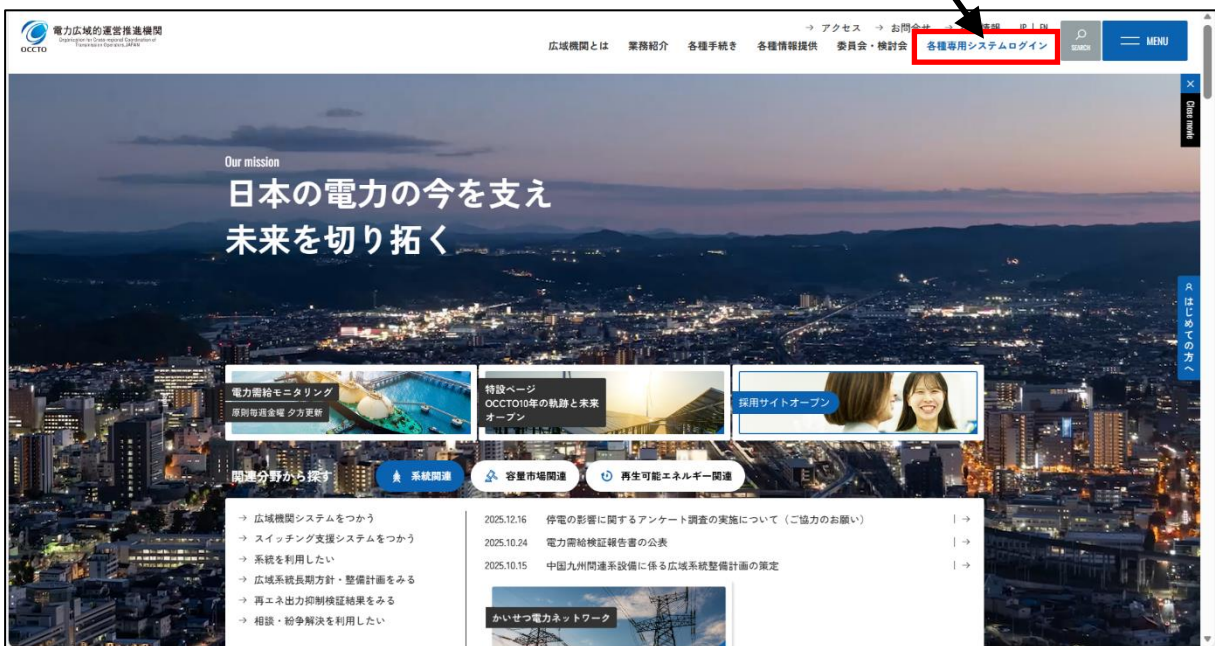 電力広域的運営推進機関
Organization for Cross-regional Coordination of
Transmission Operators, JAPAN
OCCTO
→ アクセス → お問合せ → 情報 JP | EN
広域機関とは 業務紹介 各種手続き 各種情報提供 委員会・検討会 各種専用システムログイン
SEARCH
MENU
Close movie
Our mission
日本の電力の今を支え
未来を切り拓く
はじめての方へ
電力需給モニタリング
原則毎週金曜 夕方更新
特設ページ
OCCTO10年の軌跡と未来
オープン
採用サイトオープン
関連分野から探す 系統関連 容量市場関連 再生可能エネルギー関連
→ 広域機関システムをつかう
→ スイッチング支援システムをつかう
→ 系統を利用したい
→ 広域系統長期方針・整備計画をみる
→ 再エネ出力抑制検証結果をみる
→ 相談・紛争解決を利用したい
2025.12.16 停電の影響に関するアンケート調査の実施について（ご協力のお願い） | →
2025.10.24 電力需給検証報告書の公表 | →
2025.10.15 中国九州間連系設備に係る広域系統整備計画の策定 | →
かいせつ電力ネットワーク